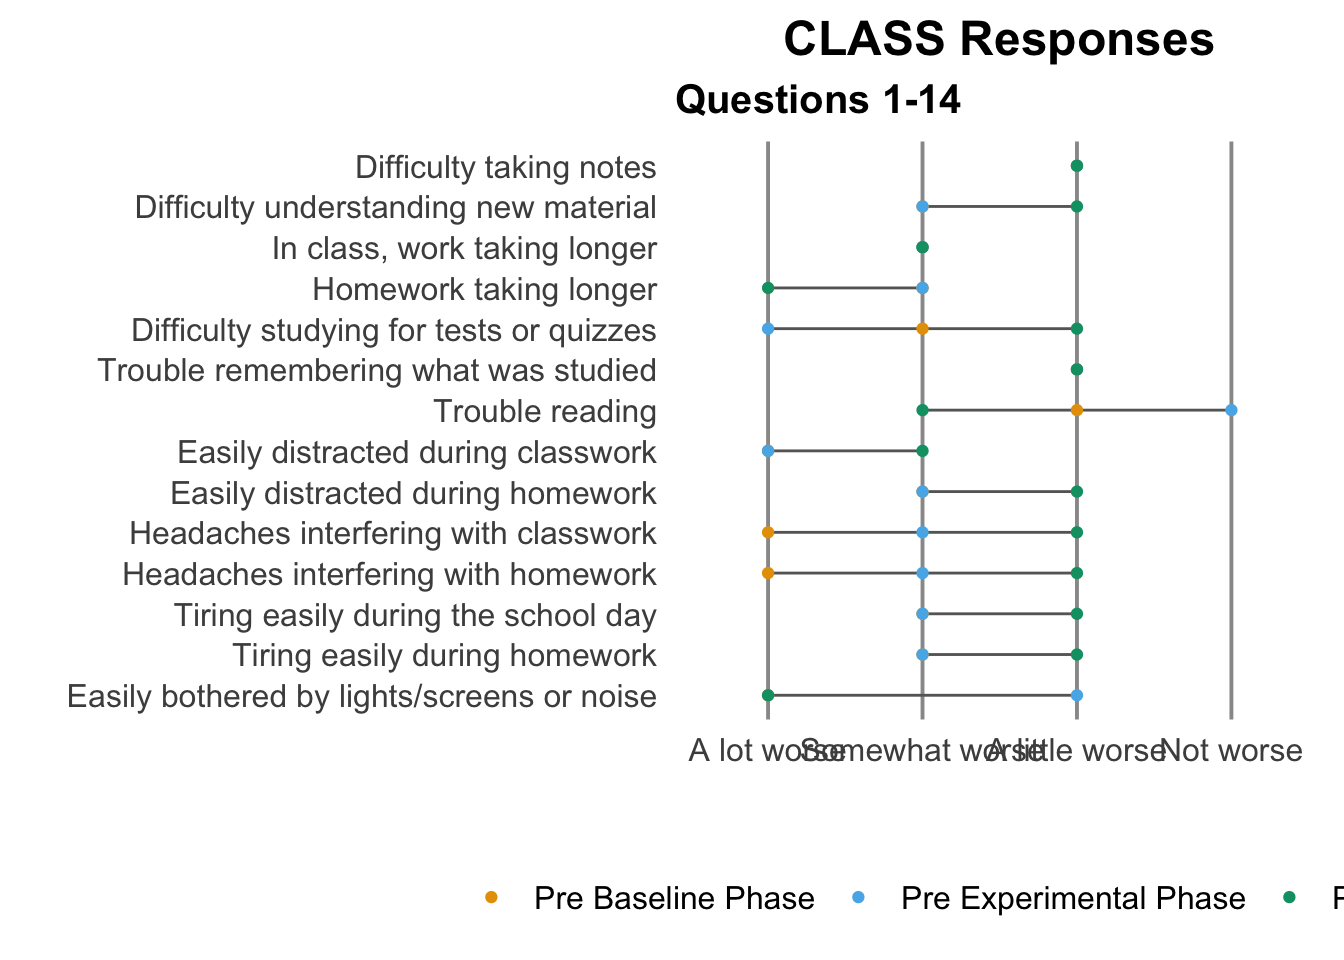 CLASS Responses
Questions 1-14
Difficulty taking notes
Difficulty understanding new material
In class, work taking longer
Homework taking longer
Difficulty studying for tests or quizzes
Trouble remembering what was studied
Trouble reading
Easily distracted during classwork
Easily distracted during homework
Headaches interfering with classwork
Headaches interfering with homework
Tiring easily during the school day
Tiring easily during homework
Easily bothered by lights/screens or noise
A lot worse Somewhat worse A little worse Not worse
Pre Baseline Phase Pre Experimental Phase